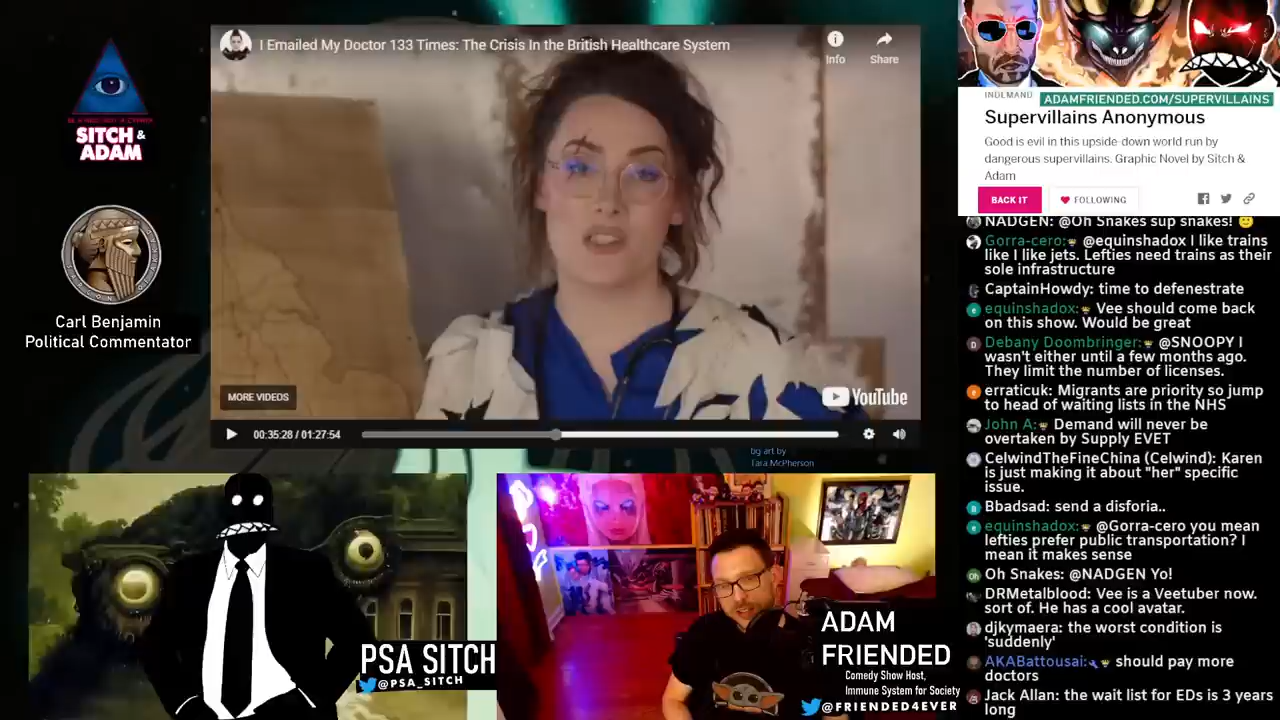 I Emailed My Doctor 133 Times: The Crisis In the British Healthcare System
Info
Share
SITCH &
ADAM
Carl Benjamin
Political Commentator
MORE VIDEOS
YouTube
00:35:28 / 01:27:54
bg art by
Tara McPherson
PSA SITCH
@PSA_SITCH
ADAM
FRIENDED
Comedy Show Host,
Immune System for Society
@FRIENDED4EVER
INDEMAND
ADAMFRIENDED.COM/SUPERVILLAINS
Supervillains Anonymous
Good is evil in this upside-down world run by
dangerous supervillains. Graphic Novel by Sitch &
Adam
BACK IT
FOLLOWING
NADGEN: @Oh Snakes sup snakes!
Gorra-cero: @equinshadox I like trains
like I like jets. Lefties need trains as their
sole infrastructure
CaptainHowdy: time to defenestrate
equinshadox: Vee should come back
on this show. Would be great
Debany Doombringer: @SNOOPY I
wasn't either until a few months ago.
They limit the number of licenses.
erraticuk: Migrants are priority so jump
to head of waiting lists in the NHS
John A: Demand will never be
overtaken by Supply EVET
CelwindTheFineChina (Celwind): Karen
is just making it about "her" specific
issue.
Bbadsad: send a disforia..
equinshadox: @Gorra-cero you mean
lefties prefer public transportation? I
mean it makes sense
Oh Snakes: @NADGEN Yo!
DRMetalblood: Vee is a Veetuber now.
sort of. He has a cool avatar.
djkymaera: the worst condition is
'suddenly'
AKABattousai: should pay more
doctors
Jack Allan: the wait list for EDs is 3 years
long